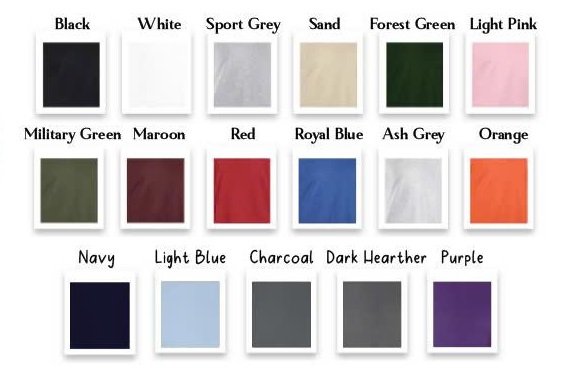 Black White Sport Grey Sand Forest Green Light Pink
Military Green Maroon Red Royal Blue Ash Grey Orange
Navy Light Blue Charcoal Dark Hearther Purple